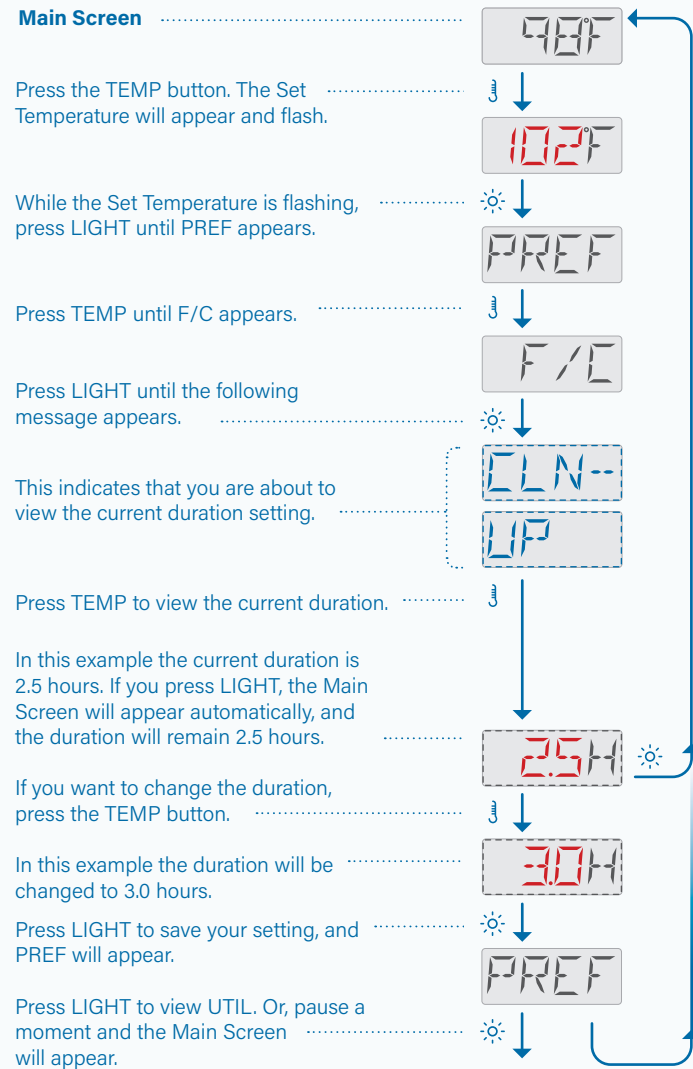 Main Screen
98°F
Press the TEMP button. The Set
Temperature will appear and flash.
102°F
While the Set Temperature is flashing,
press LIGHT until PREF appears.
PREF
Press TEMP until F/C appears.
F/C
Press LIGHT until the following
message appears.
CLN--
This indicates that you are about to
view the current duration setting.
UP
Press TEMP to view the current duration.
In this example the current duration is
2.5 hours. If you press LIGHT, the Main
Screen will appear automatically, and
the duration will remain 2.5 hours.
2.5H
If you want to change the duration,
press the TEMP button.
In this example the duration will be
changed to 3.0 hours.
3.0H
Press LIGHT to save your setting, and
PREF will appear.
PREF
Press LIGHT to view UTIL. Or, pause a
moment and the Main Screen
will appear.